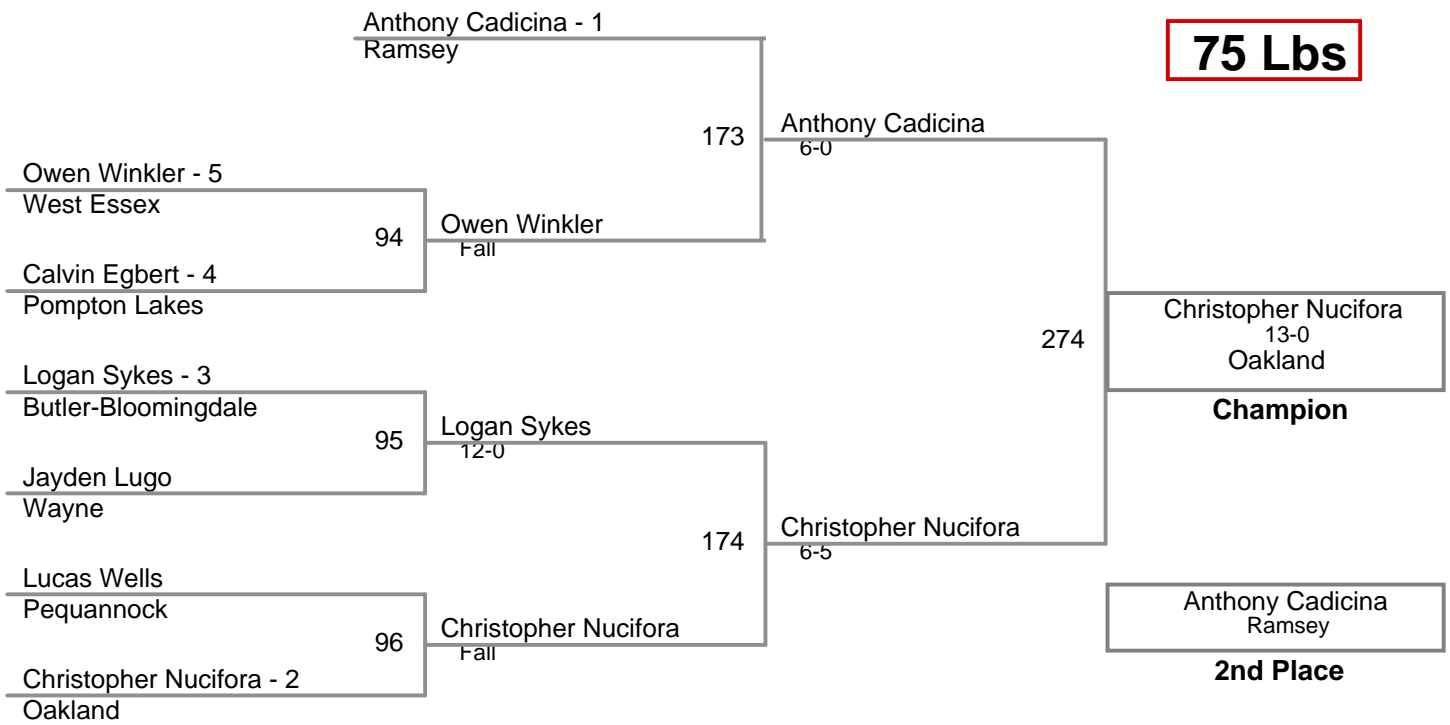 Anthony Cadicina - 1
Ramsey
75 Lbs
173
Anthony Cadicina
6-0
Owen Winkler - 5
West Essex
94
Owen Winkler
Fall
Calvin Egbert - 4
Pompton Lakes
274
Christopher Nucifora
13-0
Oakland
Champion
Logan Sykes - 3
Butler-Bloomingdale
95
Logan Sykes
12-0
Jayden Lugo
Wayne
174
Christopher Nucifora
6-5
Lucas Wells
Pequannock
96
Christopher Nucifora
Fall
Christopher Nucifora - 2
Oakland
Anthony Cadicina
Ramsey
2nd Place